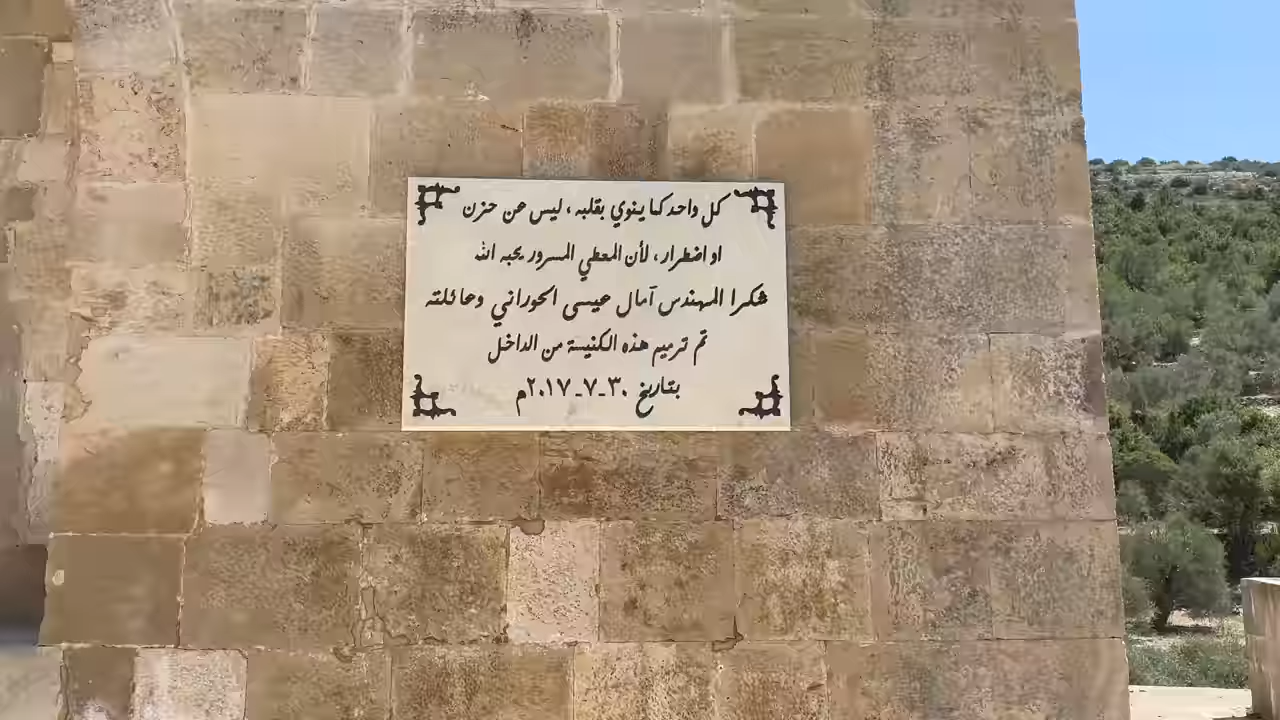 كل واحد كما ينوي بقلبه، ليس عن حزن
او اضطرار، لأن المعطي المسرور يحبه الله
شكرا المهندس آمال عيسى الحوراني وعائلته
تم ترميم هذه الكنيسة من الداخل
بتاريخ ٣٠-٧-٢٠١٧م